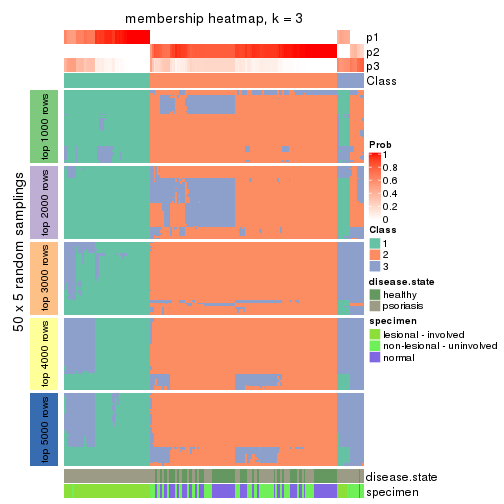 membership heatmap, k = 3
p1
p2
p3
Class
50 x 5 random samplings
top 1000 rows
top 2000 rows
top 3000 rows
top 4000 rows
top 5000 rows
Prob
1
0.8
0.6
0.4
0.2
0
Class
1
2
3
disease.state
healthy
psoriasis
specimen
lesional - involved
non-lesional - uninvolved
normal
disease.state
specimen